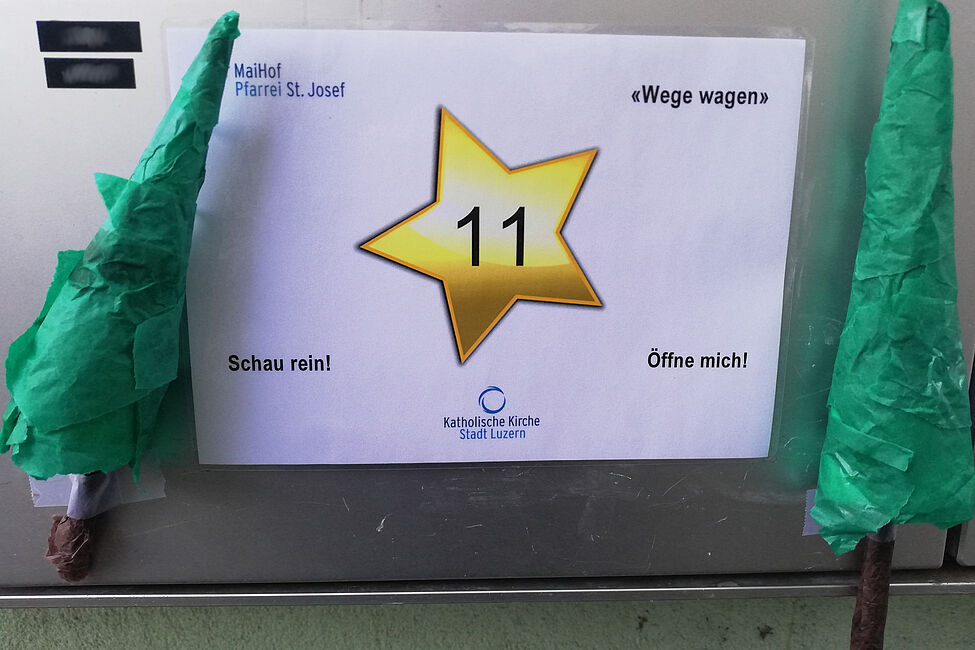 MaiHof
Pfarrei St. Josef
«Wege wagen»
11
Schau rein!
Öffne mich!
Katholische Kirche
Stadt Luzern